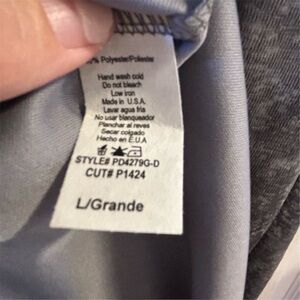 % Polyester/Poliester
Hand wash cold
Do not bleach
Low iron
Made in U.S.A.
Lavar agua fria
No usar blanqueador
Planchar al reves
Secar colgado
Hecho en E.U.A
STYLE# PD4279G-D
CUT# P1424
L/Grande